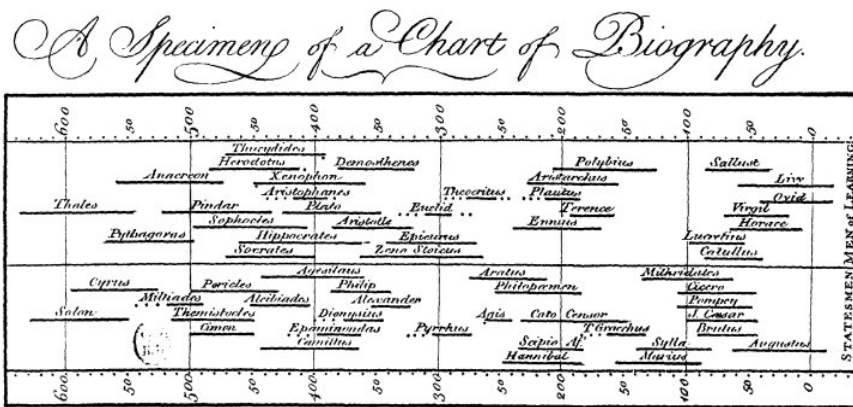 A Specimen of a Chart of Biography.
600 50 500 50 400 50 300 50 200 50 100 50 0
Thucydides
Herodotus Demosthenes Polybius Sallust
Anacreon Xenophon Aristarchus Livy
Aristophanes Theocritus Plautus Ovid
Thales Pindar Plato Euclid Terence Virgil
Sophocles Aristotle Ennius Horace
Pythagoras Hippocrates Epicurus Lucretius
Socrates Zeno Stoicus Catullus
MEN of LEARNING.
Agesilaus Aratus Mithridates
Cyrus Pericles Philip Philopæmen Cicero
Miltiades Alcibiades Alexander Pompey
Solon Themistocles Dionysius Agis Cato Censor J. Cæsar
Cimon Epaminondas Pyrrhus T. Gracchus Brutus
Camillus Scipio Af. Sylla Augustus
Hannibal Marius
STATESMEN
600 50 500 50 400 50 300 50 200 50 100 50 0